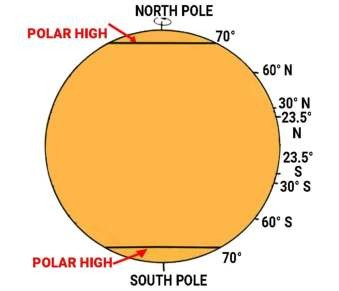 NORTH POLE
POLAR HIGH
70°
60° N
30° N
23.5°
N
23.5°
S
30° S
60° S
70°
POLAR HIGH
SOUTH POLE